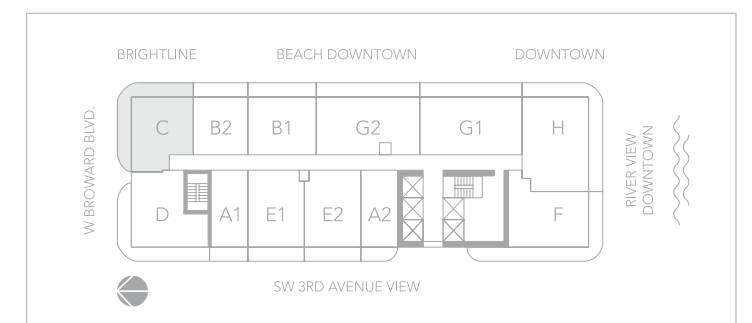 BRIGHTLINE BEACH DOWNTOWN DOWNTOWN
W BROWARD BLVD.
C B2 B1 G2 G1 H
RIVER VIEW
DOWNTOWN
D A1 E1 E2 A2 F
SW 3RD AVENUE VIEW